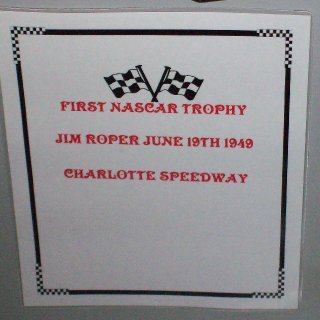 FIRST NASCAR TROPHY
JIM ROPER JUNE 19TH 1949
CHARLOTTE SPEEDWAY